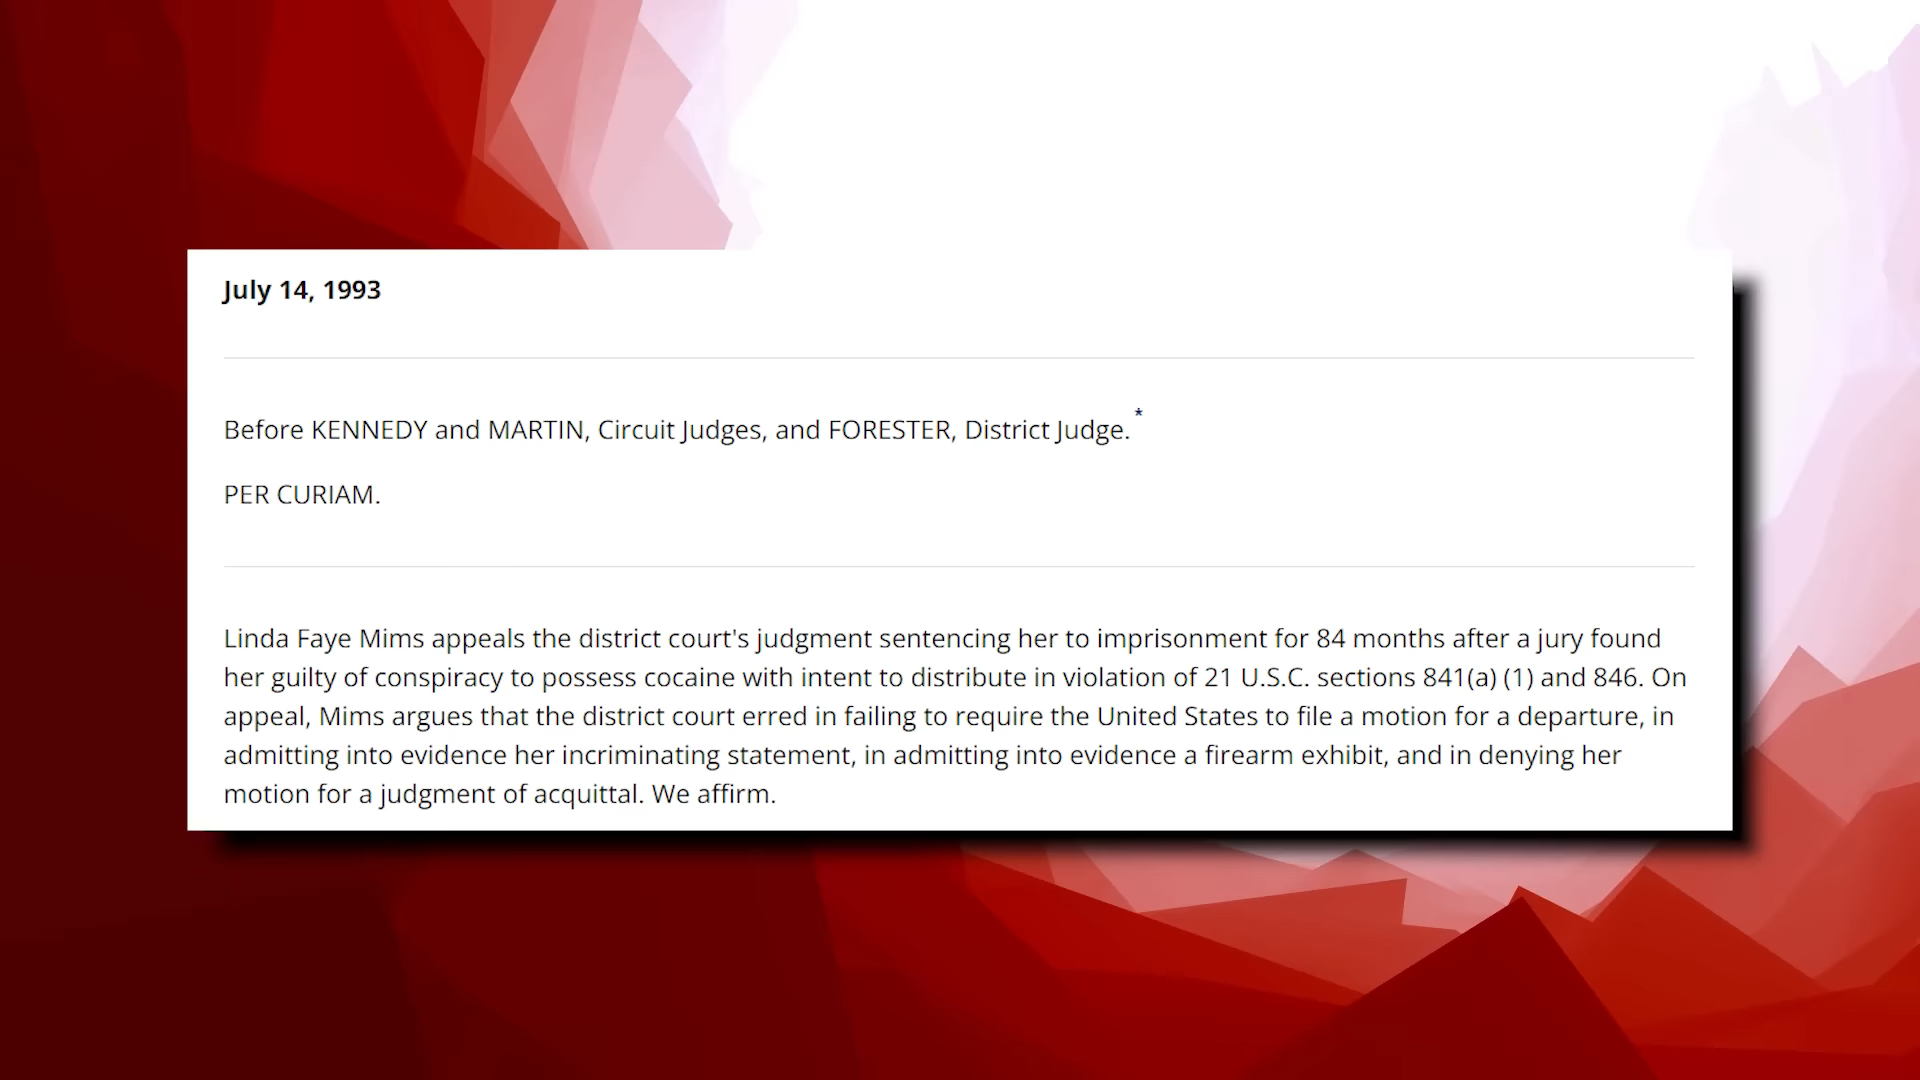 July 14, 1993
Before KENNEDY and MARTIN, Circuit Judges, and FORESTER, District Judge.*
PER CURIAM.
Linda Faye Mims appeals the district court's judgment sentencing her to imprisonment for 84 months after a jury found
her guilty of conspiracy to possess cocaine with intent to distribute in violation of 21 U.S.C. sections 841(a) (1) and 846. On
appeal, Mims argues that the district court erred in failing to require the United States to file a motion for a departure, in
admitting into evidence her incriminating statement, in admitting into evidence a firearm exhibit, and in denying her
motion for a judgment of acquittal. We affirm.